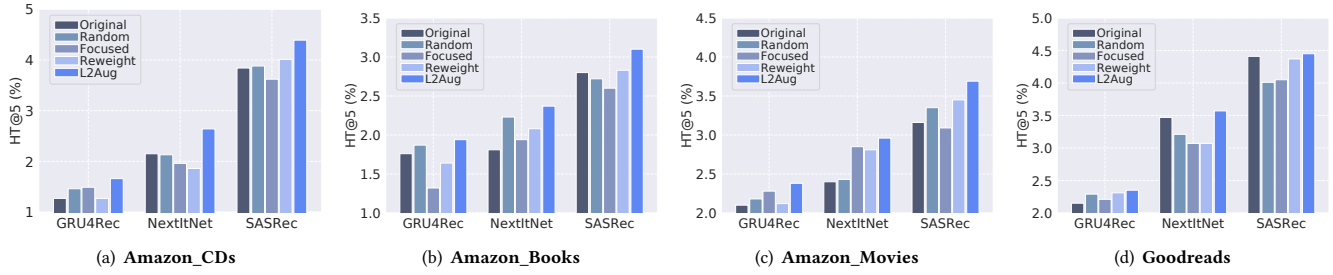 HT@5 (%)
5
4
3
2
1
Original
Random
Focused
Reweight
L2Aug
GRU4Rec NextItNet SASRec
(a) Amazon_CDs
HT@5 (%)
3.5
3.0
2.5
2.0
1.5
1.0
Original
Random
Focused
Reweight
L2Aug
GRU4Rec NextItNet SASRec
(b) Amazon_Books
HT@5 (%)
4.5
4.0
3.5
3.0
2.5
2.0
Original
Random
Focused
Reweight
L2Aug
GRU4Rec NextItNet SASRec
(c) Amazon_Movies
HT@5 (%)
5.0
4.5
4.0
3.5
3.0
2.5
2.0
Original
Random
Focused
Reweight
L2Aug
GRU4Rec NextItNet SASRec
(d) Goodreads